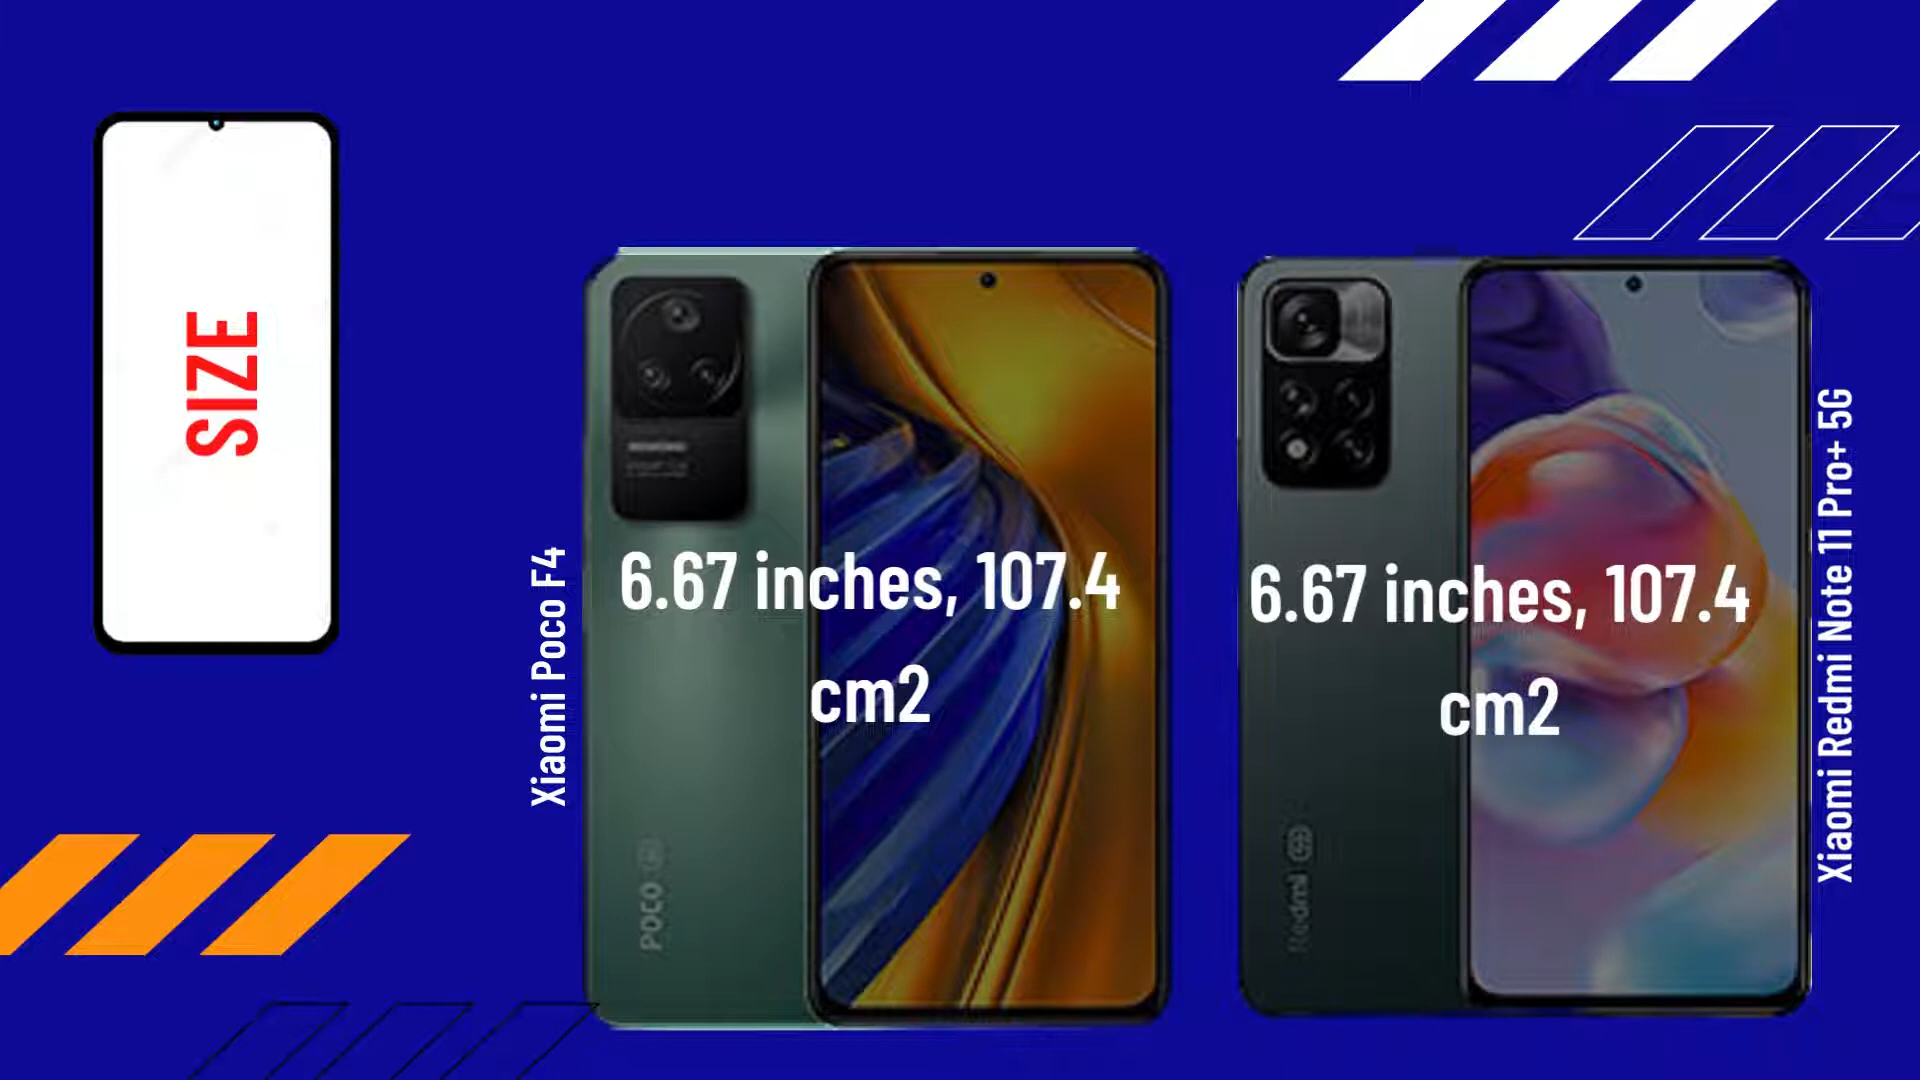 SIZE
Xiaomi Poco F4
6.67 inches, 107.4
cm2
POCO
6.67 inches, 107.4
cm2
Redmi
Xiaomi Redmi Note 11 Pro+ 5G